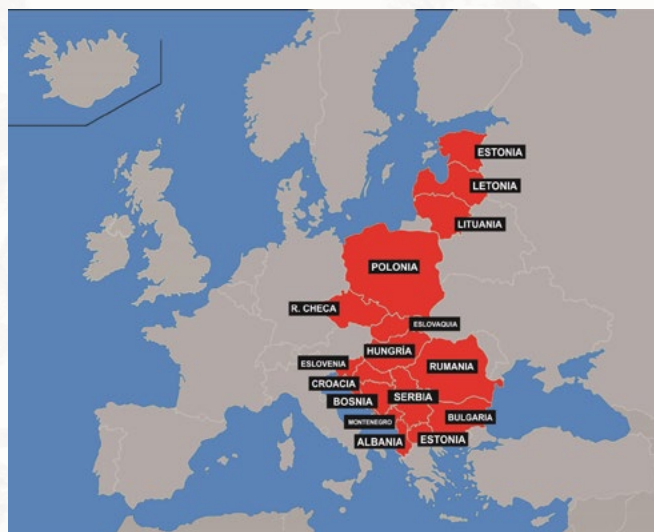 ESTONIA
LETONIA
LITUANIA
POLONIA
R. CHECA
ESLOVAQUIA
HUNGRÍA
ESLOVENIA
RUMANIA
CROACIA
SERBIA
BOSNIA
BULGARIA
MONTENEGRO
ALBANIA
ESTONIA